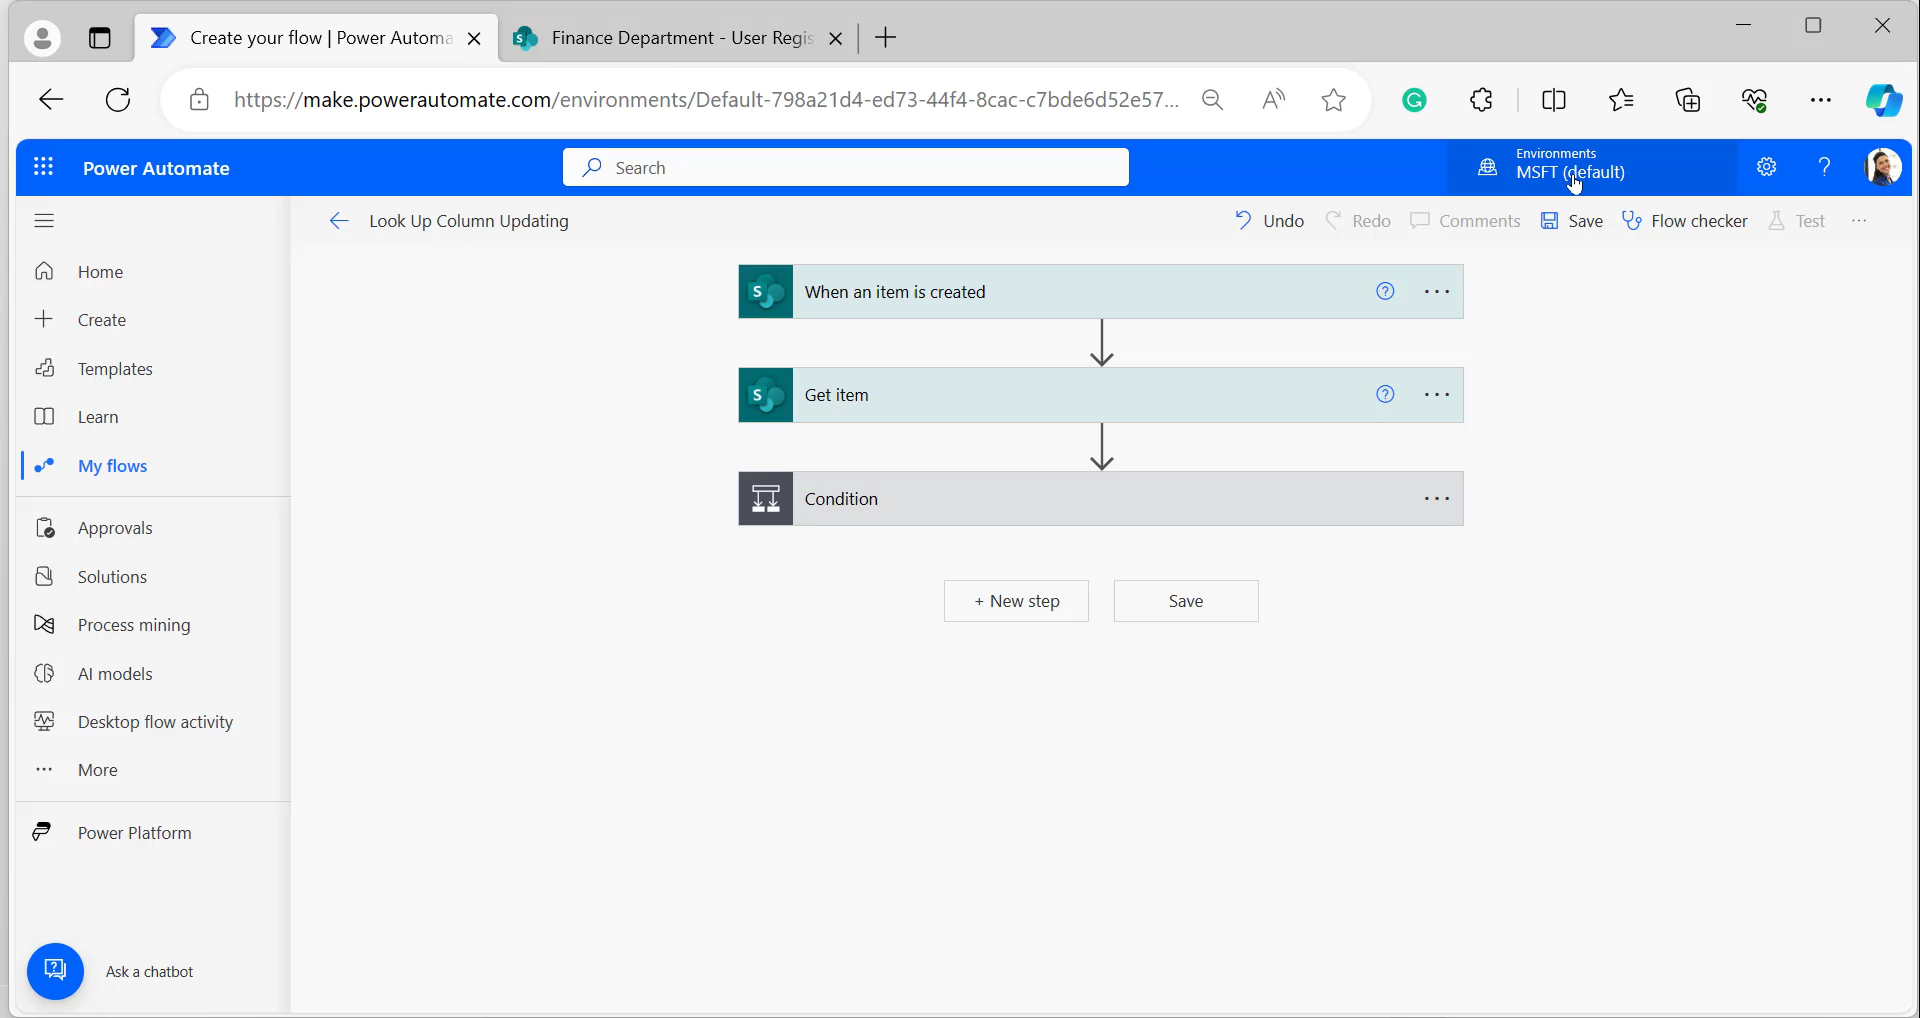 Create your flow | Power Automa
Finance Department - User Regis
https://make.powerautomate.com/environments/Default-798a21d4-ed73-44f4-8cac-c7bde6d52e57...
Power Automate
Search
Environments
MSFT (default)
Look Up Column Updating
Undo
Redo
Comments
Save
Flow checker
Test
Home
Create
Templates
Learn
My flows
Approvals
Solutions
Process mining
AI models
Desktop flow activity
More
Power Platform
Ask a chatbot
When an item is created
Get item
Condition
+ New step
Save